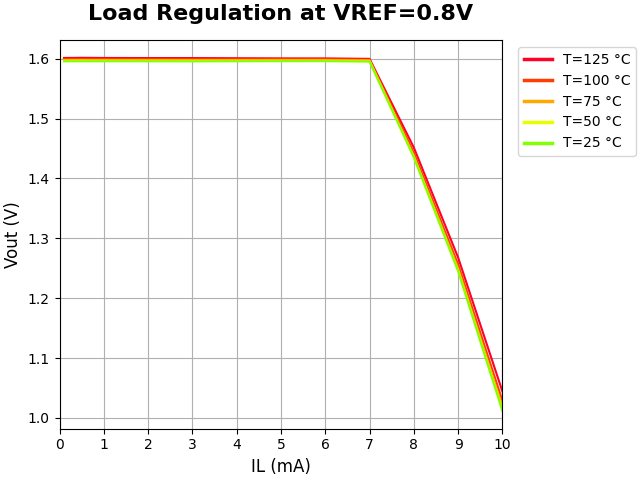 Load Regulation at VREF=0.8V
1.6
1.5
1.4
1.3
1.2
1.1
1.0
Vout (V)
0 1 2 3 4 5 6 7 8 9 10
IL (mA)
T=125 °C
T=100 °C
T=75 °C
T=50 °C
T=25 °C